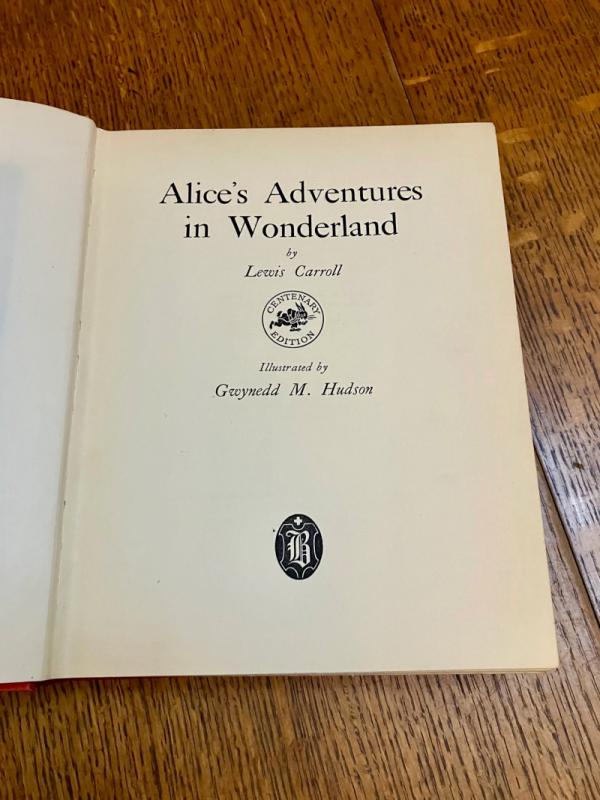 Alice's Adventures
in Wonderland
by
Lewis Carroll
CENTENARY
EDITION
Illustrated by
Gwynedd M. Hudson
B